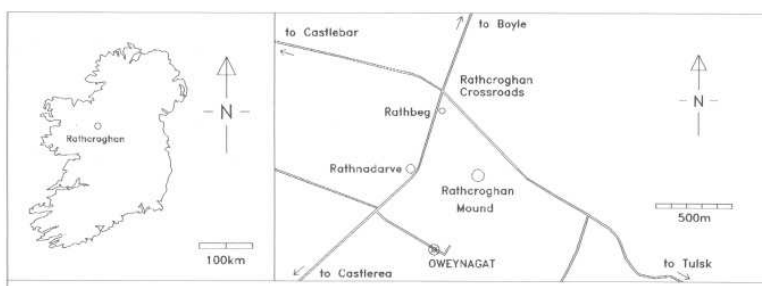 Rathcroghan
N
100km
to Castlebar
to Boyle
Rathcroghan
Crossroads
Rathbeg
N
Rathnadarve
Rathcroghan
Mound
500m
OWEYNAGAT
to Castlerea
to Tulsk